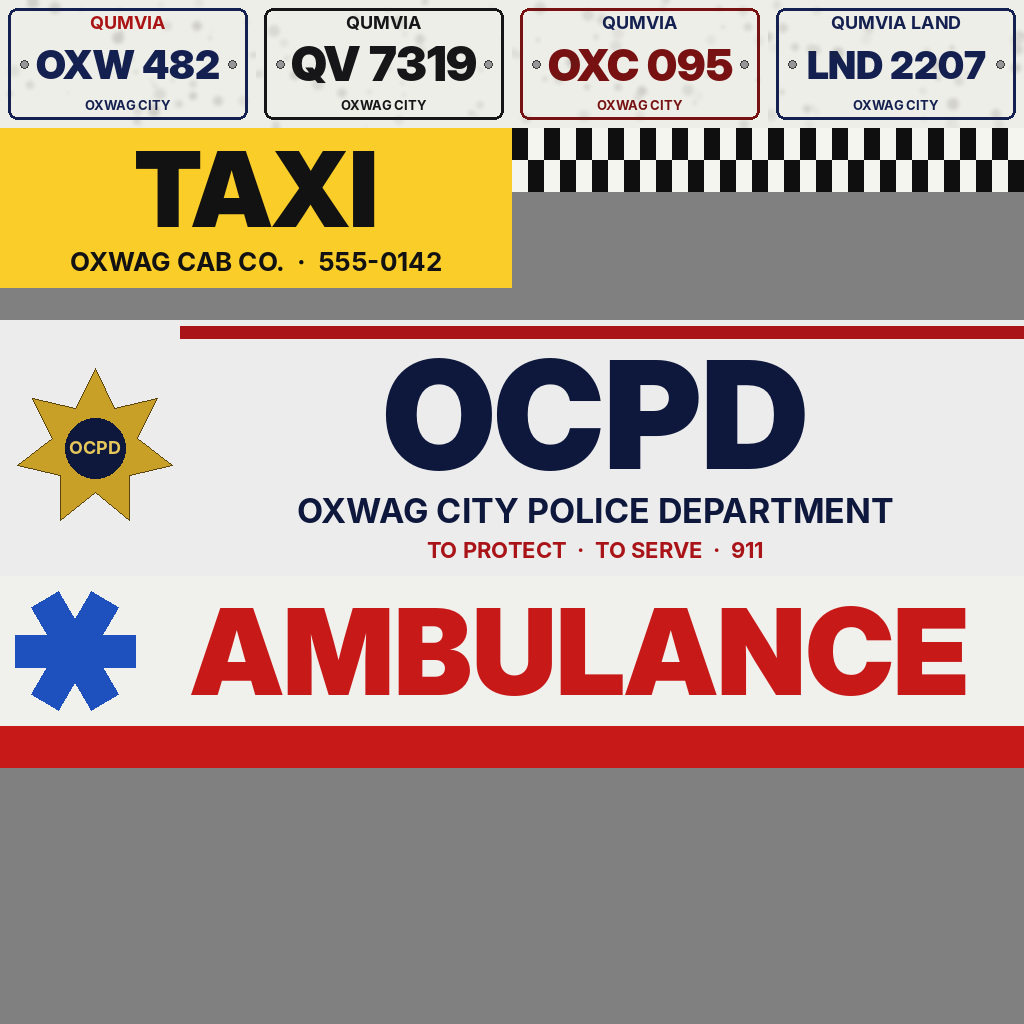 QUMVIA
OXW 482
OXWAG CITY
QUMVIA
QV 7319
OXWAG CITY
QUMVIA
OXC 095
OXWAG CITY
QUMVIA LAND
LND 2207
OXWAG CITY
TAXI
OXWAG CAB CO. · 555-0142
OCPD
OCPD
OXWAG CITY POLICE DEPARTMENT
TO PROTECT · TO SERVE · 911
AMBULANCE